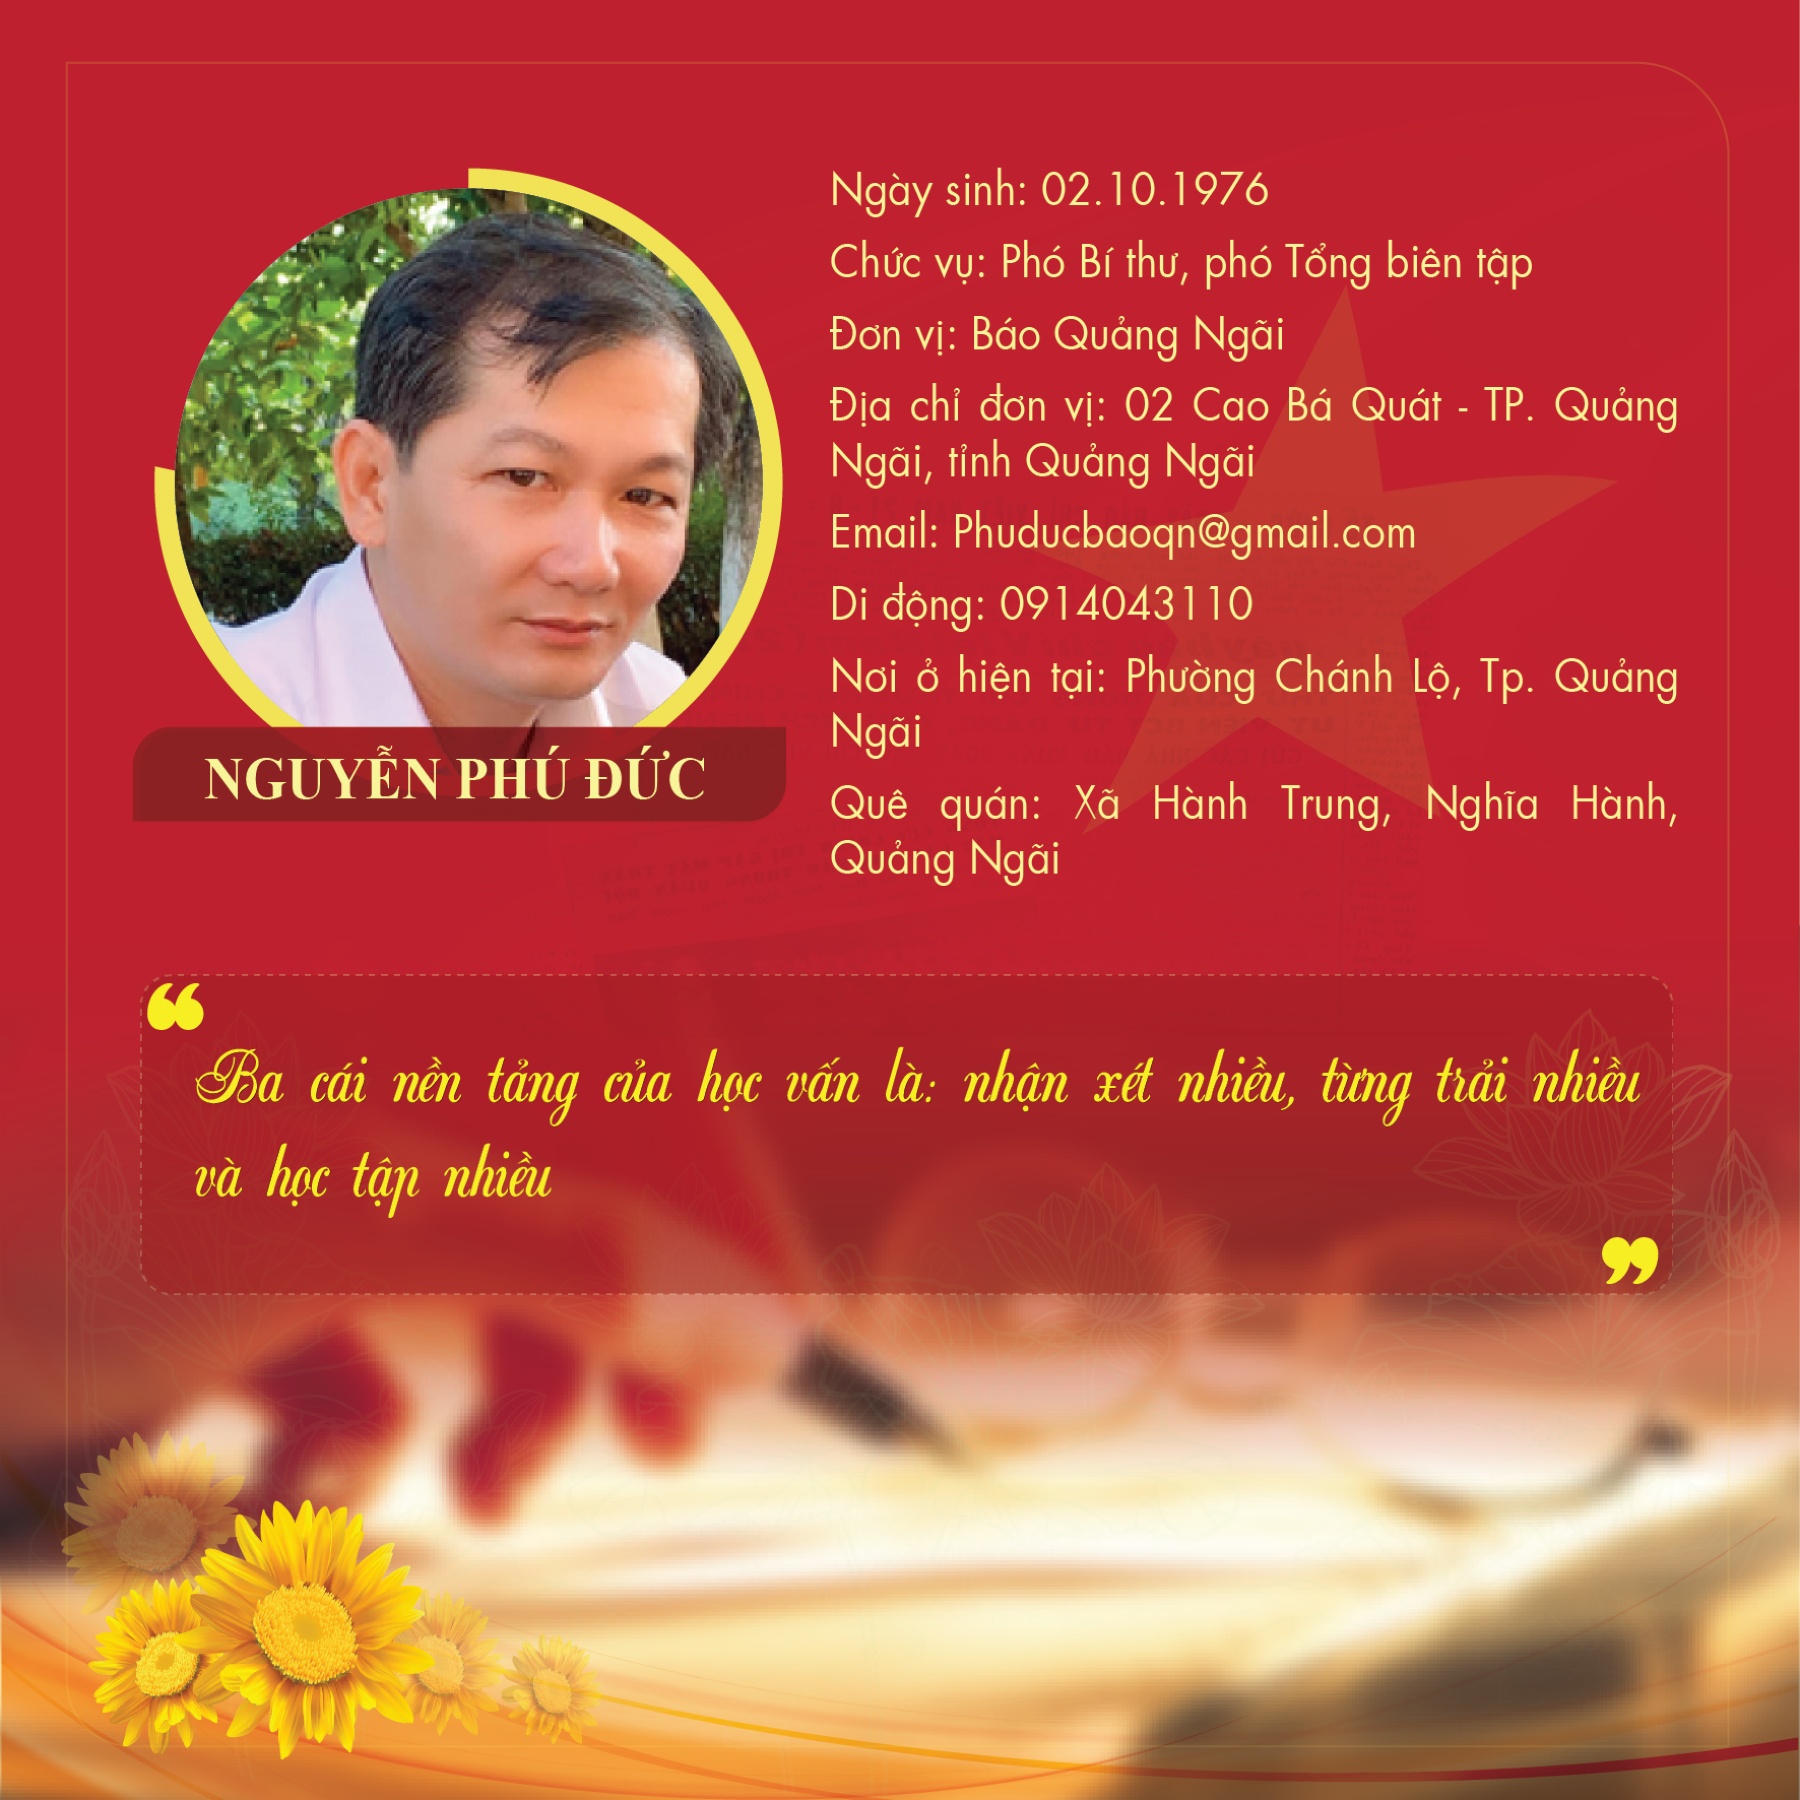 Ngày sinh: 02.10.1976
Chức vụ: Phó Bí thư, phó Tổng biên tập
Đơn vị: Báo Quảng Ngãi
Địa chỉ đơn vị: 02 Cao Bá Quát - TP. Quảng
Ngãi, tỉnh Quảng Ngãi
Email: Phuducbaoqn@gmail.com
Di động: 0914043110
Nơi ở hiện tại: Phường Chánh Lộ, Tp. Quảng
Ngãi
Quê quán: Xã Hành Trung, Nghĩa Hành,
Quảng Ngãi
NGUYỄN PHÚ ĐỨC
“
Ba cái nền tảng của học vấn là: nhận xét nhiều, từng trải nhiều
và học tập nhiều
”